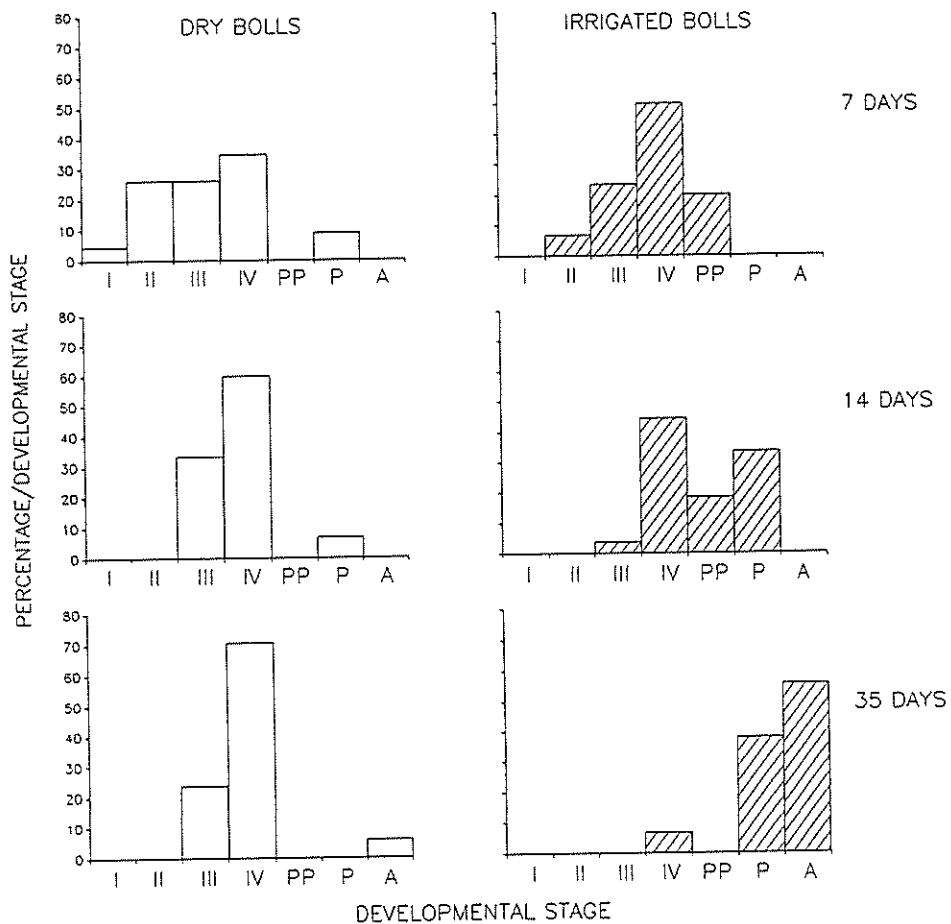 DRY BOLLS
IRRIGATED BOLLS
7 DAYS
14 DAYS
35 DAYS
PERCENTAGE/DEVELOPMENTAL STAGE
80
70
60
50
40
30
20
10
0
I II III IV PP P A
I II III IV PP P A
80
70
60
50
40
30
20
10
0
I II III IV PP P A
I II III IV PP P A
80
70
60
50
40
30
20
10
0
I II III IV PP P A
I II III IV PP P A
DEVELOPMENTAL STAGE